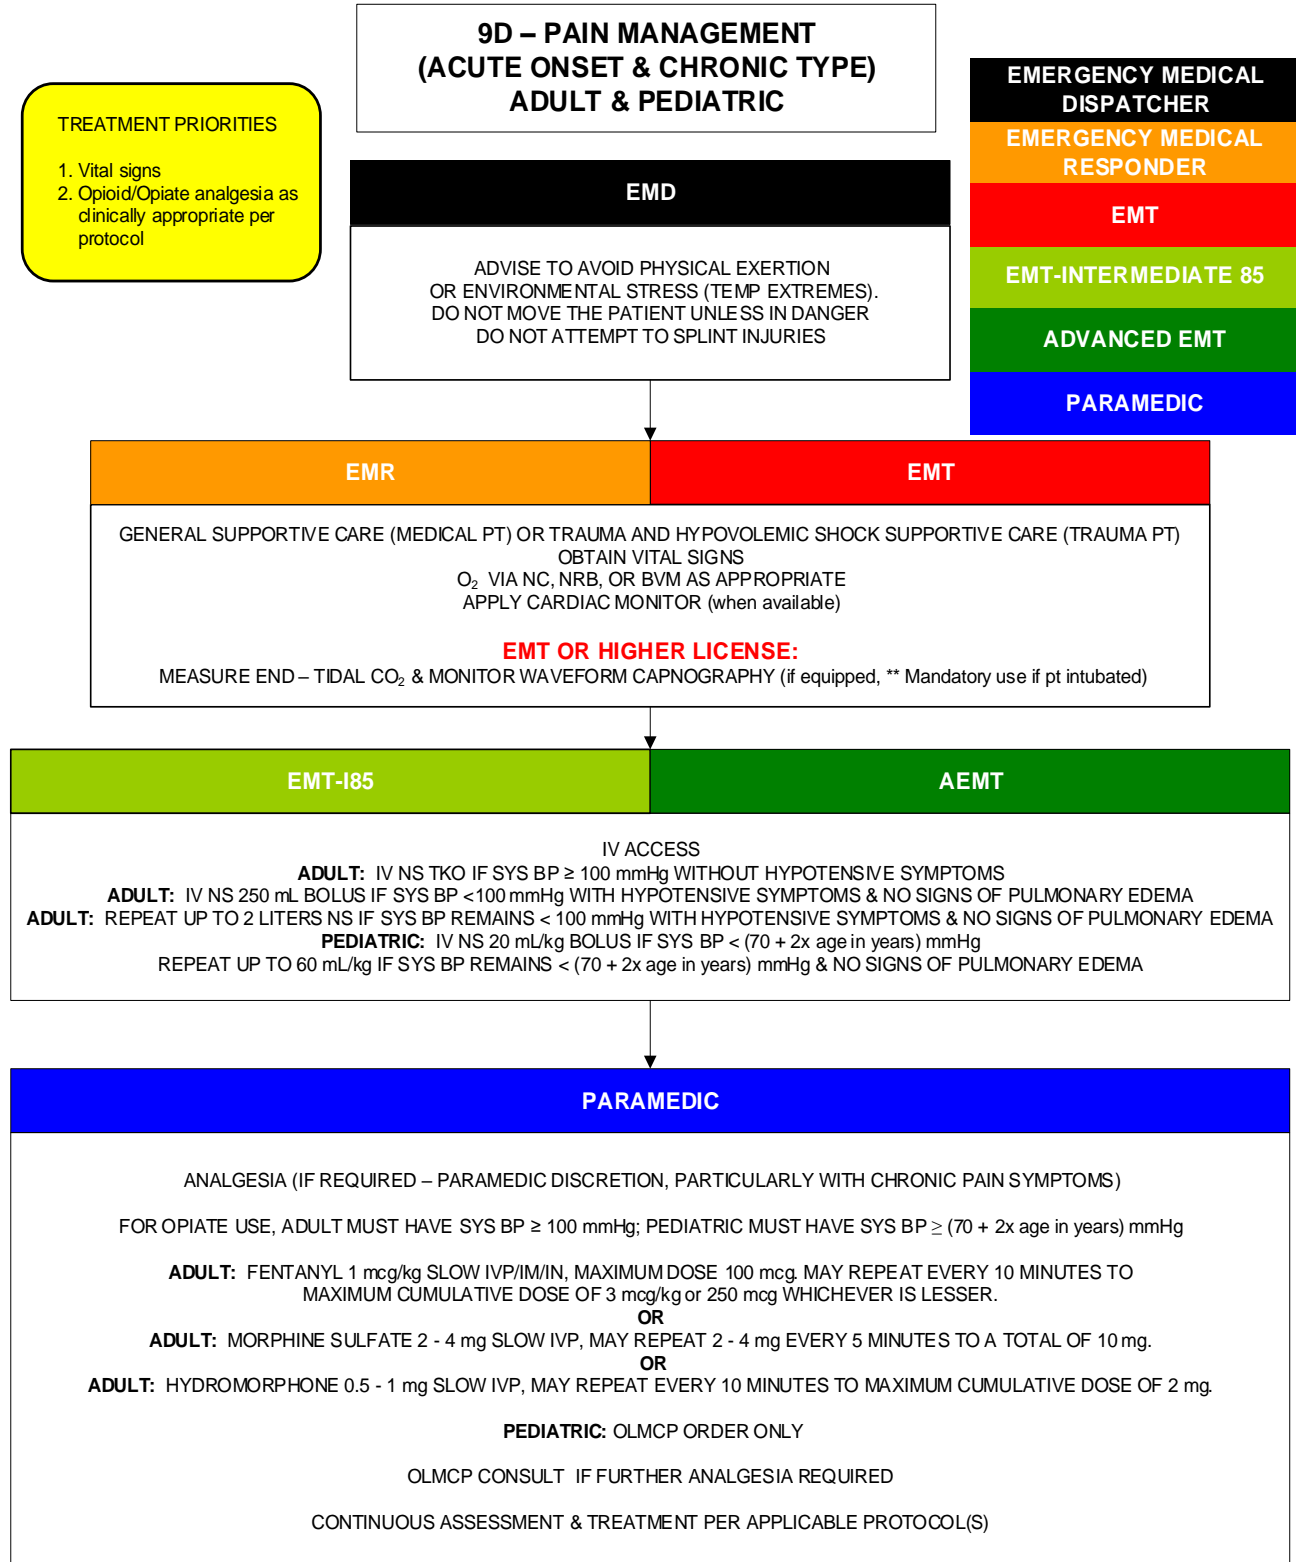 9D – PAIN MANAGEMENT
(ACUTE ONSET & CHRONIC TYPE)
ADULT & PEDIATRIC
TREATMENT PRIORITIES
1. Vital signs
2. Opioid/Opiate analgesia as
clinically appropriate per
protocol
EMERGENCY MEDICAL
DISPATCHER
EMERGENCY MEDICAL
RESPONDER
EMT
EMT-INTERMEDIATE 85
ADVANCED EMT
PARAMEDIC
EMD
ADVISE TO AVOID PHYSICAL EXERTION
OR ENVIRONMENTAL STRESS (TEMP EXTREMES).
DO NOT MOVE THE PATIENT UNLESS IN DANGER
DO NOT ATTEMPT TO SPLINT INJURIES
EMR
EMT
GENERAL SUPPORTIVE CARE (MEDICAL PT) OR TRAUMA AND HYPOVOLEMIC SHOCK SUPPORTIVE CARE (TRAUMA PT)
OBTAIN VITAL SIGNS
O₂ VIA NC, NRB, OR BVM AS APPROPRIATE
APPLY CARDIAC MONITOR (when available)
EMT OR HIGHER LICENSE:
MEASURE END – TIDAL CO₂ & MONITOR WAVEFORM CAPNOGRAPHY (if equipped, ** Mandatory use if pt intubated)
EMT-I85
AEMT
IV ACCESS
ADULT: IV NS TKO IF SYS BP ≥ 100 mmHg WITHOUT HYPOTENSIVE SYMPTOMS
ADULT: IV NS 250 mL BOLUS IF SYS BP <100 mmHg WITH HYPOTENSIVE SYMPTOMS & NO SIGNS OF PULMONARY EDEMA
ADULT: REPEAT UP TO 2 LITERS NS IF SYS BP REMAINS < 100 mmHg WITH HYPOTENSIVE SYMPTOMS & NO SIGNS OF PULMONARY EDEMA
PEDIATRIC: IV NS 20 mL/kg BOLUS IF SYS BP < (70 + 2x age in years) mmHg
REPEAT UP TO 60 mL/kg IF SYS BP REMAINS < (70 + 2x age in years) mmHg & NO SIGNS OF PULMONARY EDEMA
PARAMEDIC
ANALGESIA (IF REQUIRED – PARAMEDIC DISCRETION, PARTICULARLY WITH CHRONIC PAIN SYMPTOMS)
FOR OPIATE USE, ADULT MUST HAVE SYS BP ≥ 100 mmHg; PEDIATRIC MUST HAVE SYS BP ≥ (70 + 2x age in years) mmHg
ADULT: FENTANYL 1 mcg/kg SLOW IVP/IM/IN, MAXIMUM DOSE 100 mcg. MAY REPEAT EVERY 10 MINUTES TO
MAXIMUM CUMULATIVE DOSE OF 3 mcg/kg or 250 mcg WHICHEVER IS LESSER.
OR
ADULT: MORPHINE SULFATE 2 - 4 mg SLOW IVP, MAY REPEAT 2 - 4 mg EVERY 5 MINUTES TO A TOTAL OF 10 mg.
OR
ADULT: HYDROMORPHONE 0.5 - 1 mg SLOW IVP, MAY REPEAT EVERY 10 MINUTES TO MAXIMUM CUMULATIVE DOSE OF 2 mg.
PEDIATRIC: OLMCP ORDER ONLY
OLMCP CONSULT IF FURTHER ANALGESIA REQUIRED
CONTINUOUS ASSESSMENT & TREATMENT PER APPLICABLE PROTOCOL(S)